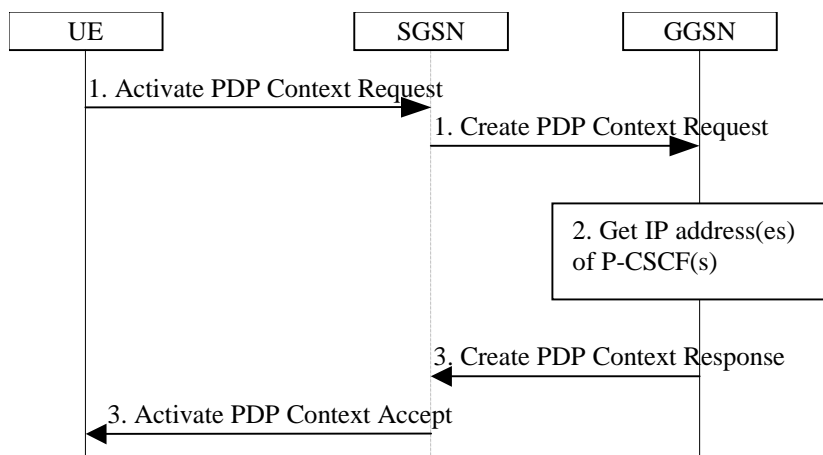 UE
SGSN
GGSN
1. Activate PDP Context Request
1. Create PDP Context Request
2. Get IP address(es)
of P-CSCF(s)
3. Create PDP Context Response
3. Activate PDP Context Accept